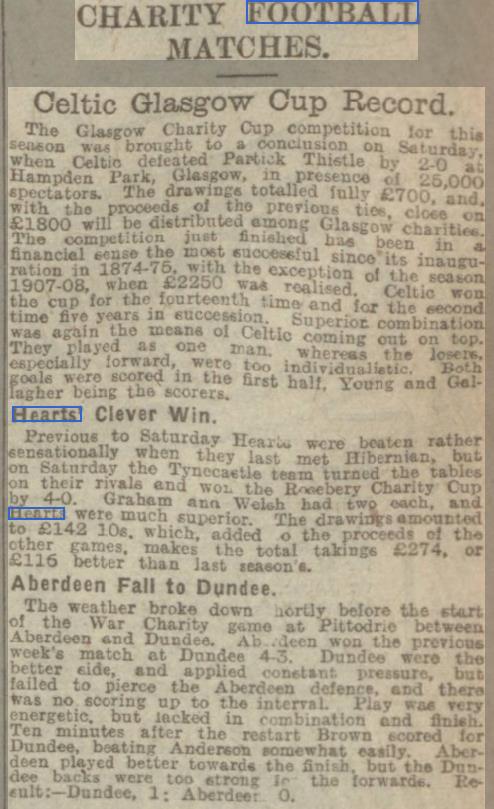 CHARITY FOOTBALL
MATCHES.
Celtic Glasgow Cup Record.
The Glasgow Charity Cup competition for this
season was brought to a conclusion on Saturday,
when Celtic defeated Partick Thistle by 2-0 at
Hampden Park, Glasgow, in presence of 25,000
spectators. The drawings totalled fully £700, and,
with the proceeds of the previous ties, close on
£1800 will be distributed among Glasgow charities.
The competition just finished has been in a
financial sense the most successful since its inaugu-
ration in 1874-75, with the exception of the season
1907-08, when £2250 was realised. Celtic won
the cup for the fourteenth time and for the second
time five years in succession. Superior combination
was again the means of Celtic coming out on top.
They played as one man, whereas the losers,
especially forward, were too individualistic. Both
goals were scored in the first half, Young and Gal-
lagher being the scorers.
Hearts' Clever Win.
Previous to Saturday Hearts were beaten rather
sensationally when they last met Hibernian, but
on Saturday the Tynecastle team turned the tables
on their rivals and won the Rosebery Charity Cup
by 4-0. Graham and Welsh had two each, and
Hearts were much superior. The drawings amounted
to £142 10s, which, added o the proceeds of the
other games, makes the total takings £274, or
£116 better than last season's.
Aberdeen Fall to Dundee.
The weather broke down hortly before the start
of the War Charity game at Pittodrie between
Aberdeen and Dundee. Ab..deen won the previous
week's match at Dundee 4-3. Dundee were the
better side, and applied constant pressure, but
failed to pierce the Aberdeen defence, and there
was no scoring up to the interval. Play was very
energetic, but lacked in combination and finish.
Ten minutes after the restart Brown scored for
Dundee, beating Anderson somewhat easily. Aber-
deen played better towards the finish, but the Dun-
dee backs were too strong for the forwards. Re-
sult:—Dundee, 1; Aberdeen 0.